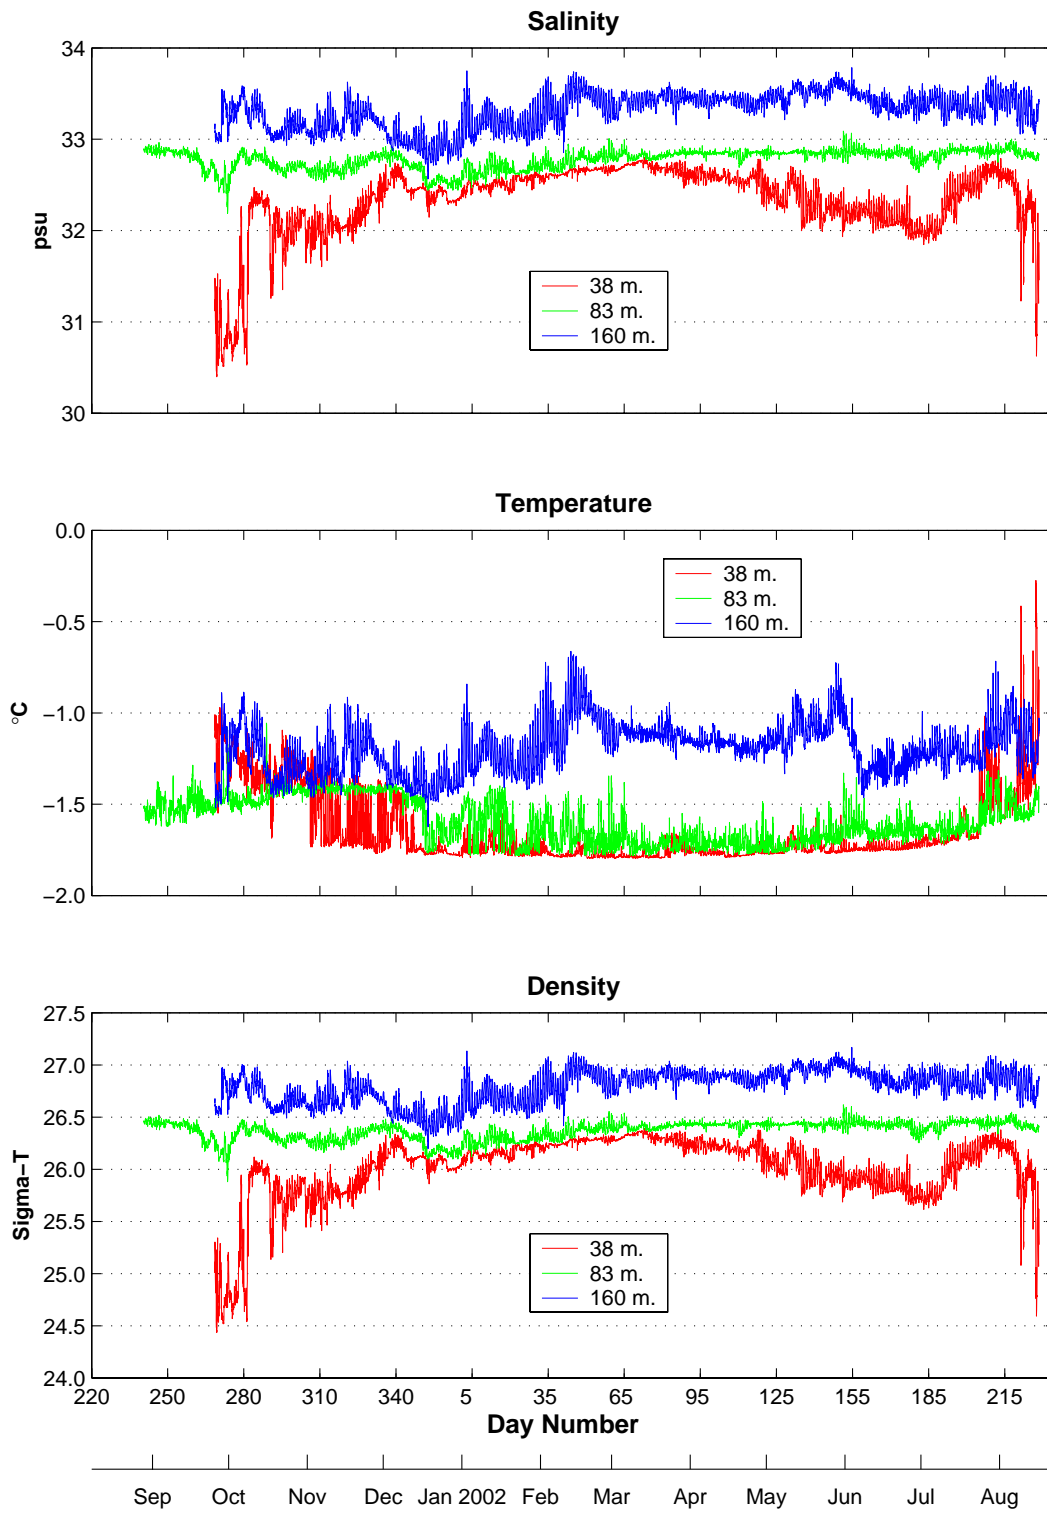 Salinity
34
33
32
31
30
psu
38 m.
83 m.
160 m.
Temperature
0.0
−0.5
−1.0
−1.5
−2.0
°C
38 m.
83 m.
160 m.
Density
27.5
27.0
26.5
26.0
25.5
25.0
24.5
24.0
Sigma−T
38 m.
83 m.
160 m.
220 250 280 310 340 5 35 65 95 125 155 185 215
Day Number
Sep Oct Nov Dec Jan 2002 Feb Mar Apr May Jun Jul Aug